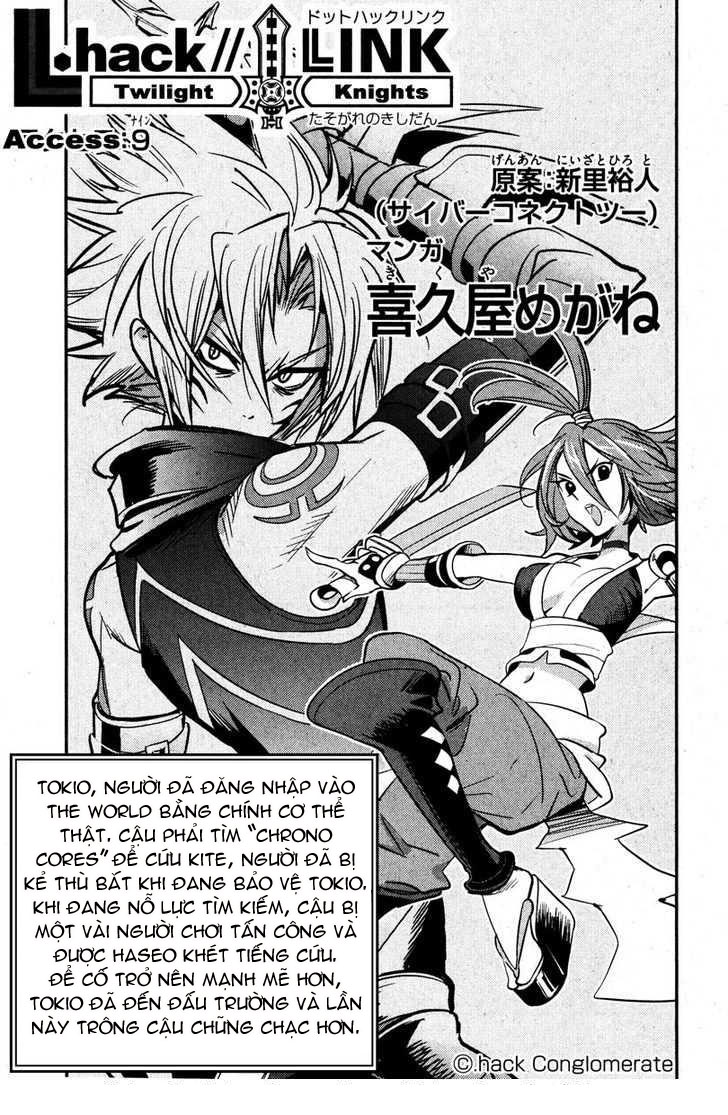 ドットハックリンク
.hack//LINK
Twilight Knights
たそがれのきしだん
ナイン
Access:9
げんあん にいざとひろと
原案:新里裕人
(サイバーコネクトツー)
マンガ
きくや
喜久屋めがね
TOKIO, NGƯỜI ĐÃ ĐĂNG NHẬP VÀO
THE WORLD BẰNG CHÍNH CƠ THỂ
THẬT. CẬU PHẢI TÌM "CHRONO
CORES" ĐỂ CỨU KITE, NGƯỜI ĐÃ BỊ
KẺ THÙ BẮT KHI ĐANG BẢO VỆ TOKIO.
KHI ĐANG NỖ LỰC TÌM KIẾM, CẬU BỊ
MỘT VÀI NGƯỜI CHƠI TẤN CÔNG VÀ
ĐƯỢC HASEO KHÉT TIẾNG CỨU.
ĐỂ CỐ TRỞ NÊN MẠNH MẼ HƠN,
TOKIO ĐÃ ĐẾN ĐẤU TRƯỜNG VÀ LẦN
NÀY TRÔNG CẬU CHỮNG CHẠC HƠN.
©.hack Conglomerate